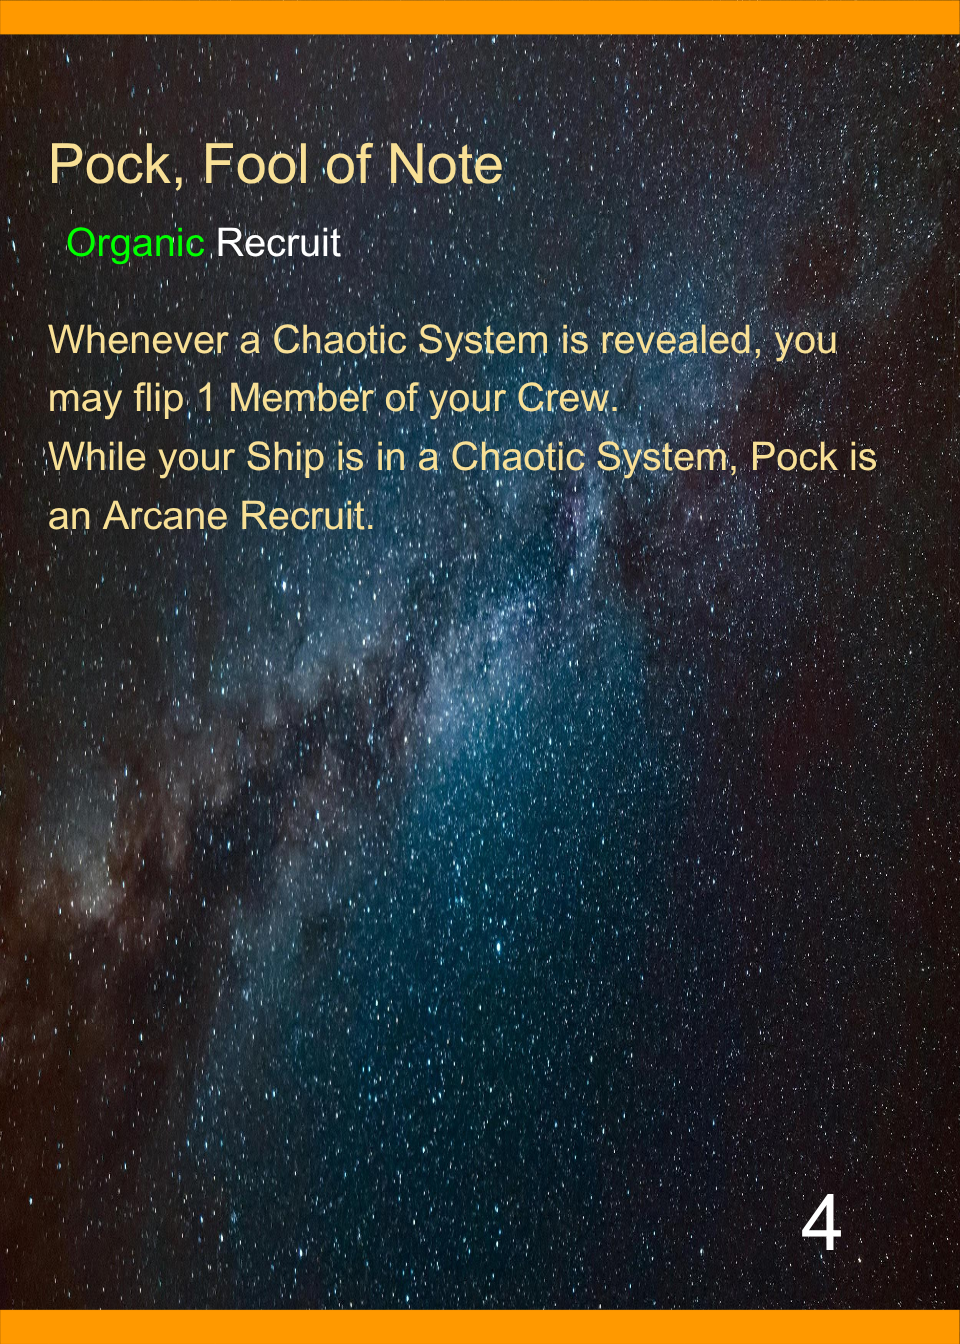 Pock, Fool of Note
Organic Recruit
Whenever a Chaotic System is revealed, you
may flip 1 Member of your Crew.
While your Ship is in a Chaotic System, Pock is
an Arcane Recruit.
4